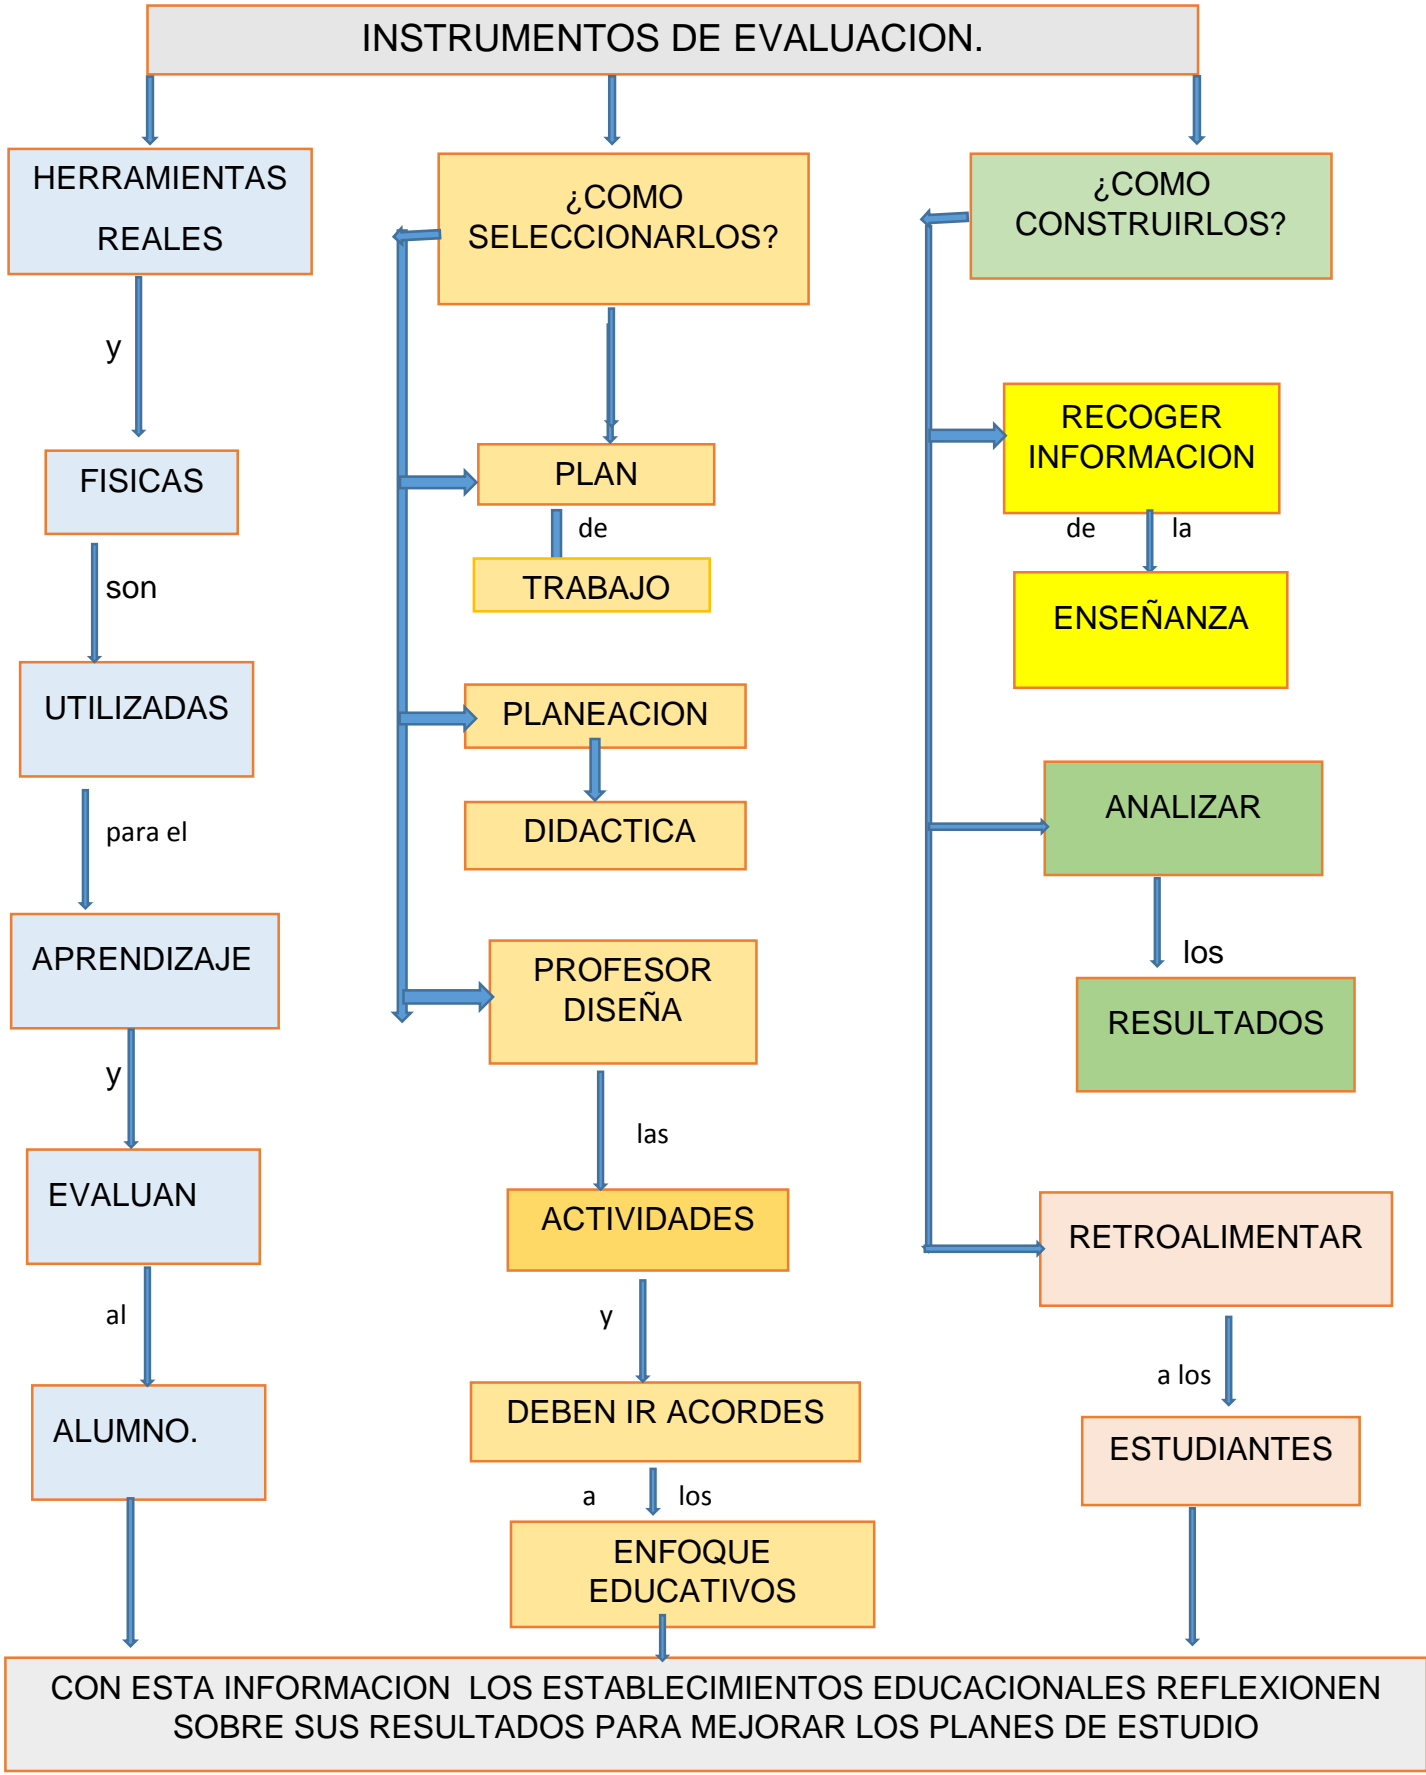 INSTRUMENTOS DE EVALUACION.
HERRAMIENTAS
REALES
y
FISICAS
son
UTILIZADAS
para el
APRENDIZAJE
y
EVALUAN
al
ALUMNO.
¿COMO
SELECCIONARLOS?
PLAN
de
TRABAJO
PLANEACION
DIDACTICA
PROFESOR
DISEÑA
las
ACTIVIDADES
y
DEBEN IR ACORDES
a los
ENFOQUE
EDUCATIVOS
¿COMO
CONSTRUIRLOS?
RECOGER
INFORMACION
de la
ENSEÑANZA
ANALIZAR
los
RESULTADOS
RETROALIMENTAR
a los
ESTUDIANTES
CON ESTA INFORMACION  LOS ESTABLECIMIENTOS EDUCACIONALES REFLEXIONEN
SOBRE SUS RESULTADOS PARA MEJORAR LOS PLANES DE ESTUDIO